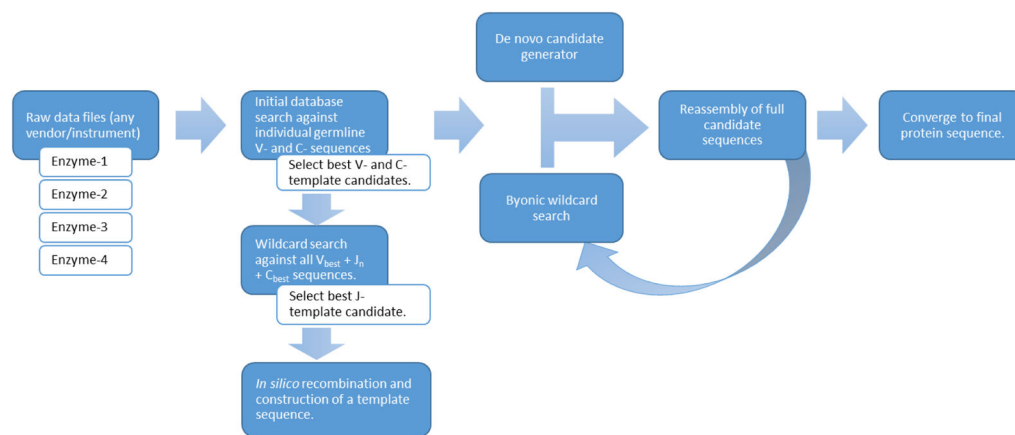 Raw data files (any
vendor/instrument)
Enzyme-1
Enzyme-2
Enzyme-3
Enzyme-4
Initial database
search against
individual germline
V- and C- sequences
Select best V- and C-
template candidates.
Wildcard search
against all Vbest + Jn
+ Cbest sequences.
Select best J-
template candidate.
In silico recombination and
construction of a template
sequence.
De novo candidate
generator
Byonic wildcard
search
Reassembly of full
candidate
sequences
Converge to final
protein sequence.